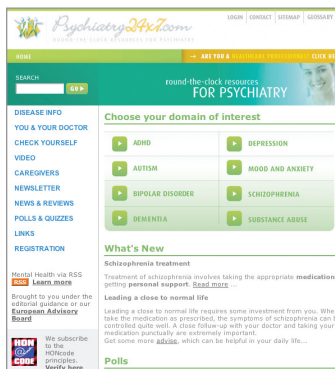 LOGIN CONTACT SITEMAP GLOSSARY
Psychiatry24x7.com
ROUND-THE-CLOCK RESOURCES FOR PSYCHIATRY
HOME
→ ARE YOU A HEALTHCARE PROFESSIONAL? CLICK HE
SEARCH
GO
round-the-clock resources
FOR PSYCHIATRY
DISEASE INFO
YOU & YOUR DOCTOR
CHECK YOURSELF
VIDEO
CAREGIVERS
NEWSLETTER
NEWS & REVIEWS
POLLS & QUIZZES
LINKS
REGISTRATION
Mental Health via RSS
RSS Learn more
Brought to you under the
editorial guidance or our
European Advisory
Board
HON
@/
CODE
We subscribe
to the
HONcode
principles.
Verify here
Choose your domain of interest
ADHD
DEPRESSION
AUTISM
MOOD AND ANXIETY
BIPOLAR DISORDER
SCHIZOPHRENIA
DEMENTIA
SUBSTANCE ABUSE
What's New
Schizophrenia treatment
Treatment of schizophrenia involves taking the appropriate medication
getting personal support. Read more ...
Leading a close to normal life
Leading a close to normal life requires some investment from you. Whe
take the medication as prescribed, the symptoms of schizophrenia can b
controlled quite well. A close follow-up with your doctor and taking your
medication punctually are extremely important.
Get some more advise, which can be helpful in your daily life...
Polls